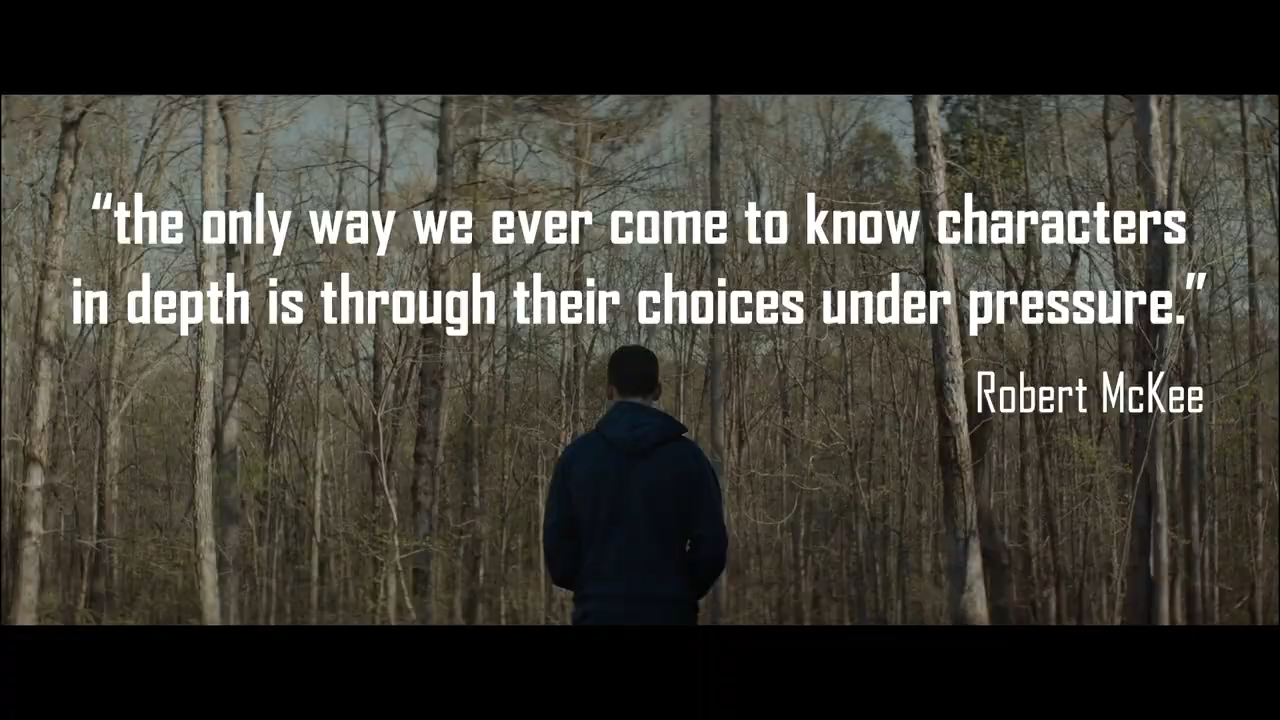 “the only way we ever come to know characters
in depth is through their choices under pressure.”
Robert McKee